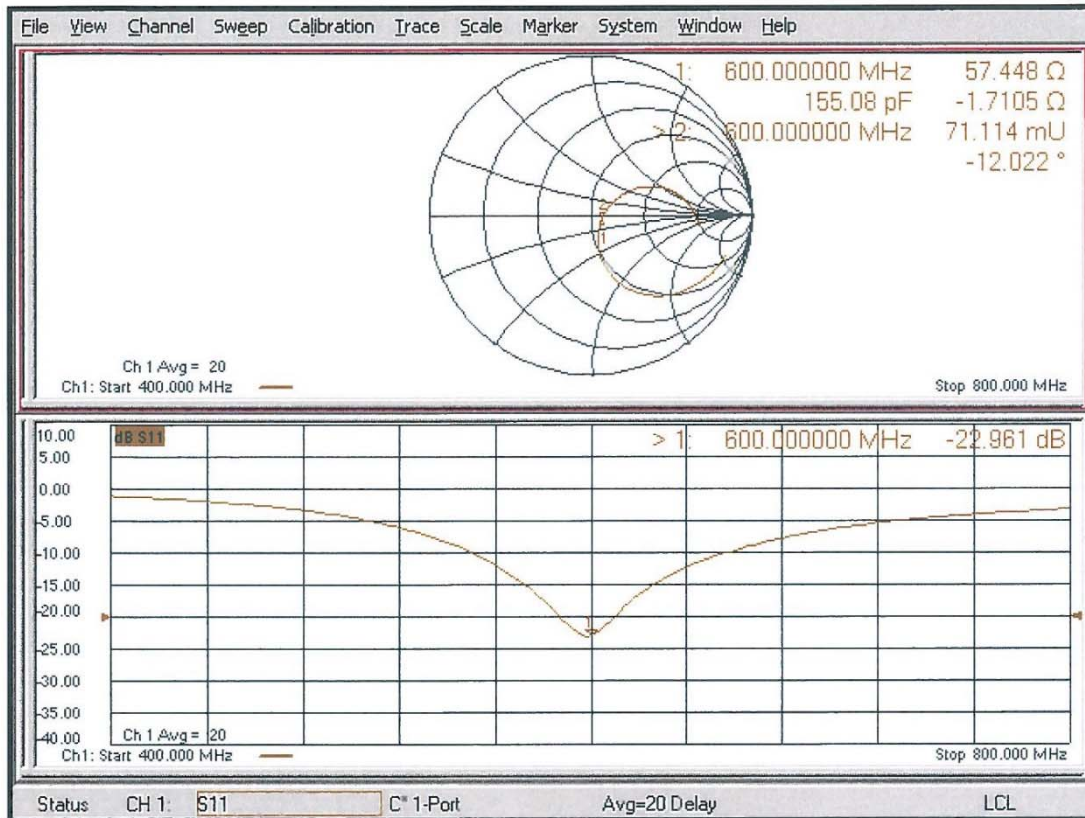 File View Channel Sweep Calibration Trace Scale Marker System Window Help
1: 600.000000 MHz 57.448 Ω
155.08 pF -1.7105 Ω
> 2: 600.000000 MHz 71.114 mU
-12.022 °
2
1
Ch 1 Avg = 20
Ch1: Start 400.000 MHz Stop 800.000 MHz
10.00 dB S11 > 1: 600.000000 MHz -22.961 dB
5.00
0.00
-5.00
-10.00
-15.00
-20.00
1
-25.00
-30.00
-35.00
-40.00 Ch 1 Avg = 20
Ch1: Start 400.000 MHz Stop 800.000 MHz
Status CH 1: S11 C* 1-Port Avg=20 Delay LCL